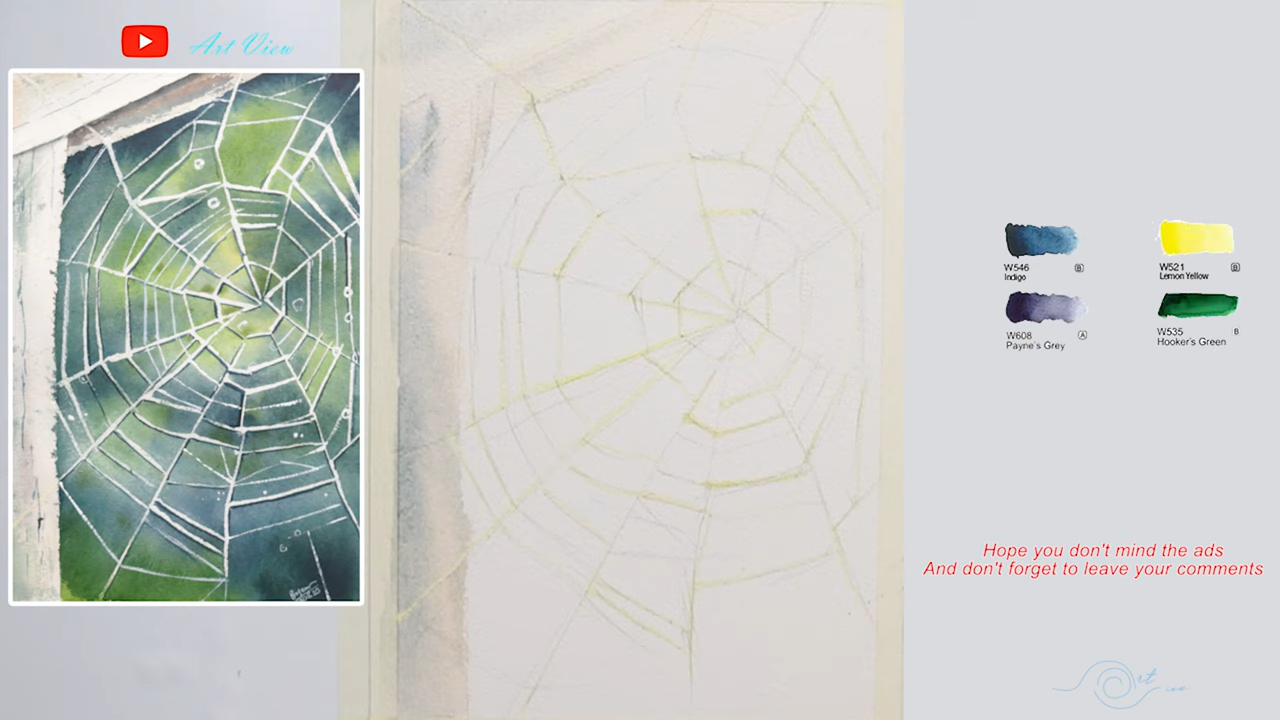 Art View
W546
B
Indigo
W521
B
Lemon Yellow
W608
A
Payne's Grey
W535
B
Hooker's Green
Hope you don't mind the ads
And don't forget to leave your comments
Art